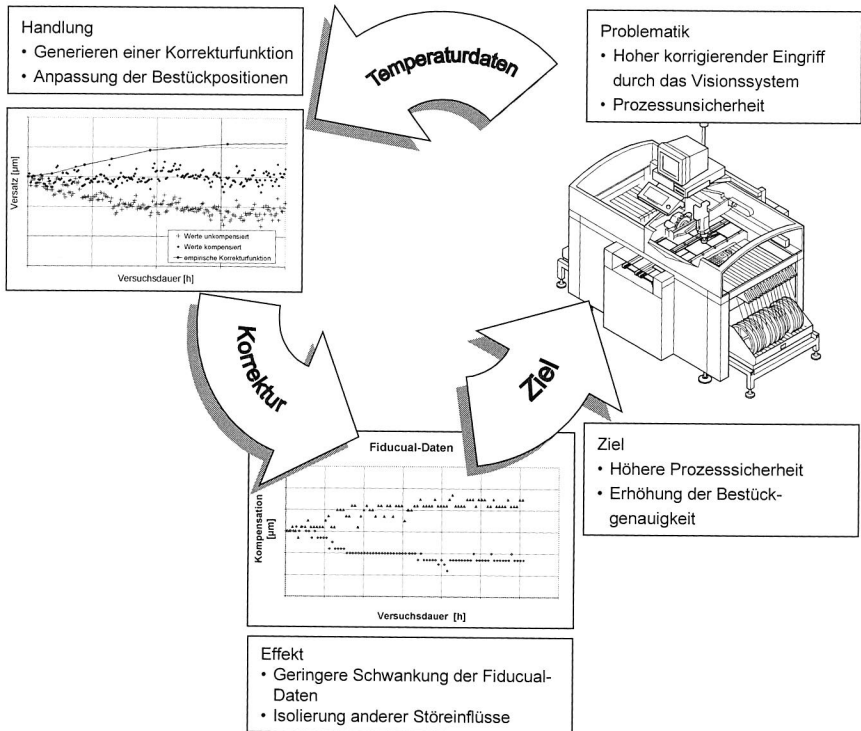 Handlung
• Generieren einer Korrekturfunktion
• Anpassung der Bestückpositionen
Temperaturdaten
Problematik
• Hoher korrigierender Eingriff
durch das Visionssystem
• Prozessunsicherheit
Versatz [µm]
+ Werte unkompensiert
• Werte kompensiert
empirische Korrekturfunktion
Versuchsdauer [h]
Korrektur
Ziel
Fiducual-Daten
Kompensation
[µm]
Versuchsdauer [h]
Ziel
• Höhere Prozesssicherheit
• Erhöhung der Bestück-
genauigkeit
Effekt
• Geringere Schwankung der Fiducual-
Daten
• Isolierung anderer Störeinflüsse